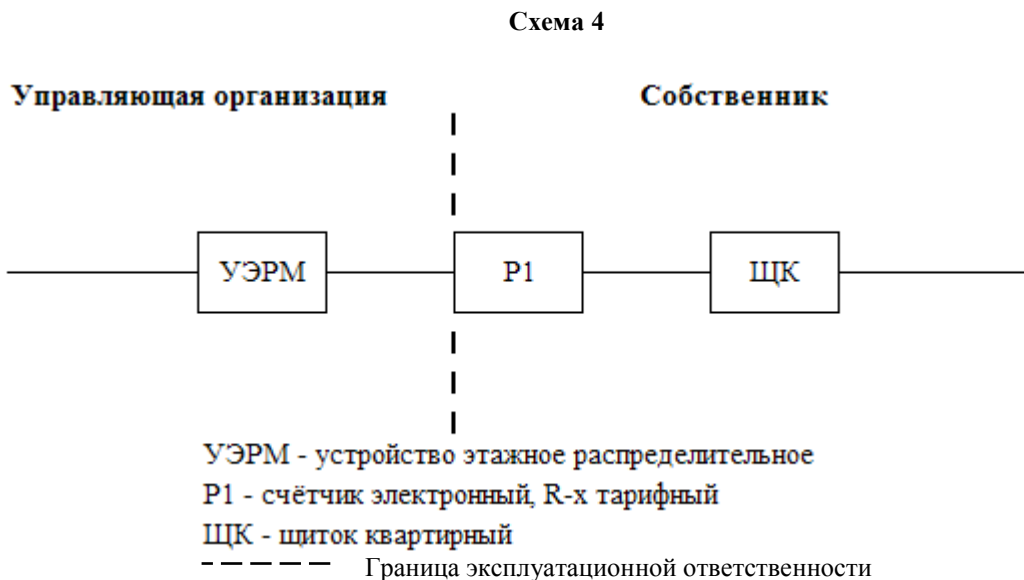 Схема 4
Управляющая организация Собственник
УЭРМ Р1 ЩК
УЭРМ - устройство этажное распределительное
Р1 - счётчик электронный, R-х тарифный
ЩК - щиток квартирный
Граница эксплуатационной ответственности